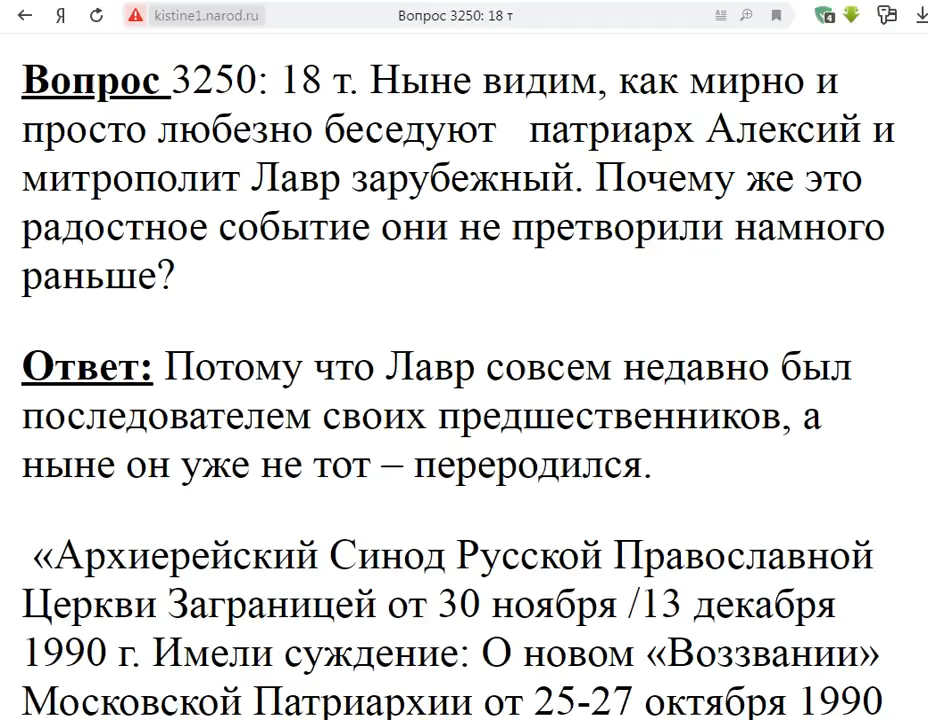 Я kistine1.narod.ru Вопрос 3250: 18 т 4
Вопрос 3250: 18 т. Ныне видим, как мирно и
просто любезно беседуют патриарх Алексий и
митрополит Лавр зарубежный. Почему же это
радостное событие они не претворили намного
раньше?
Ответ: Потому что Лавр совсем недавно был
последователем своих предшественников, а
ныне он уже не тот – переродился.
«Архиерейский Синод Русской Православной
Церкви Заграницей от 30 ноября /13 декабря
1990 г. Имели суждение: О новом «Воззвании»
Московской Патриархии от 25-27 октября 1990